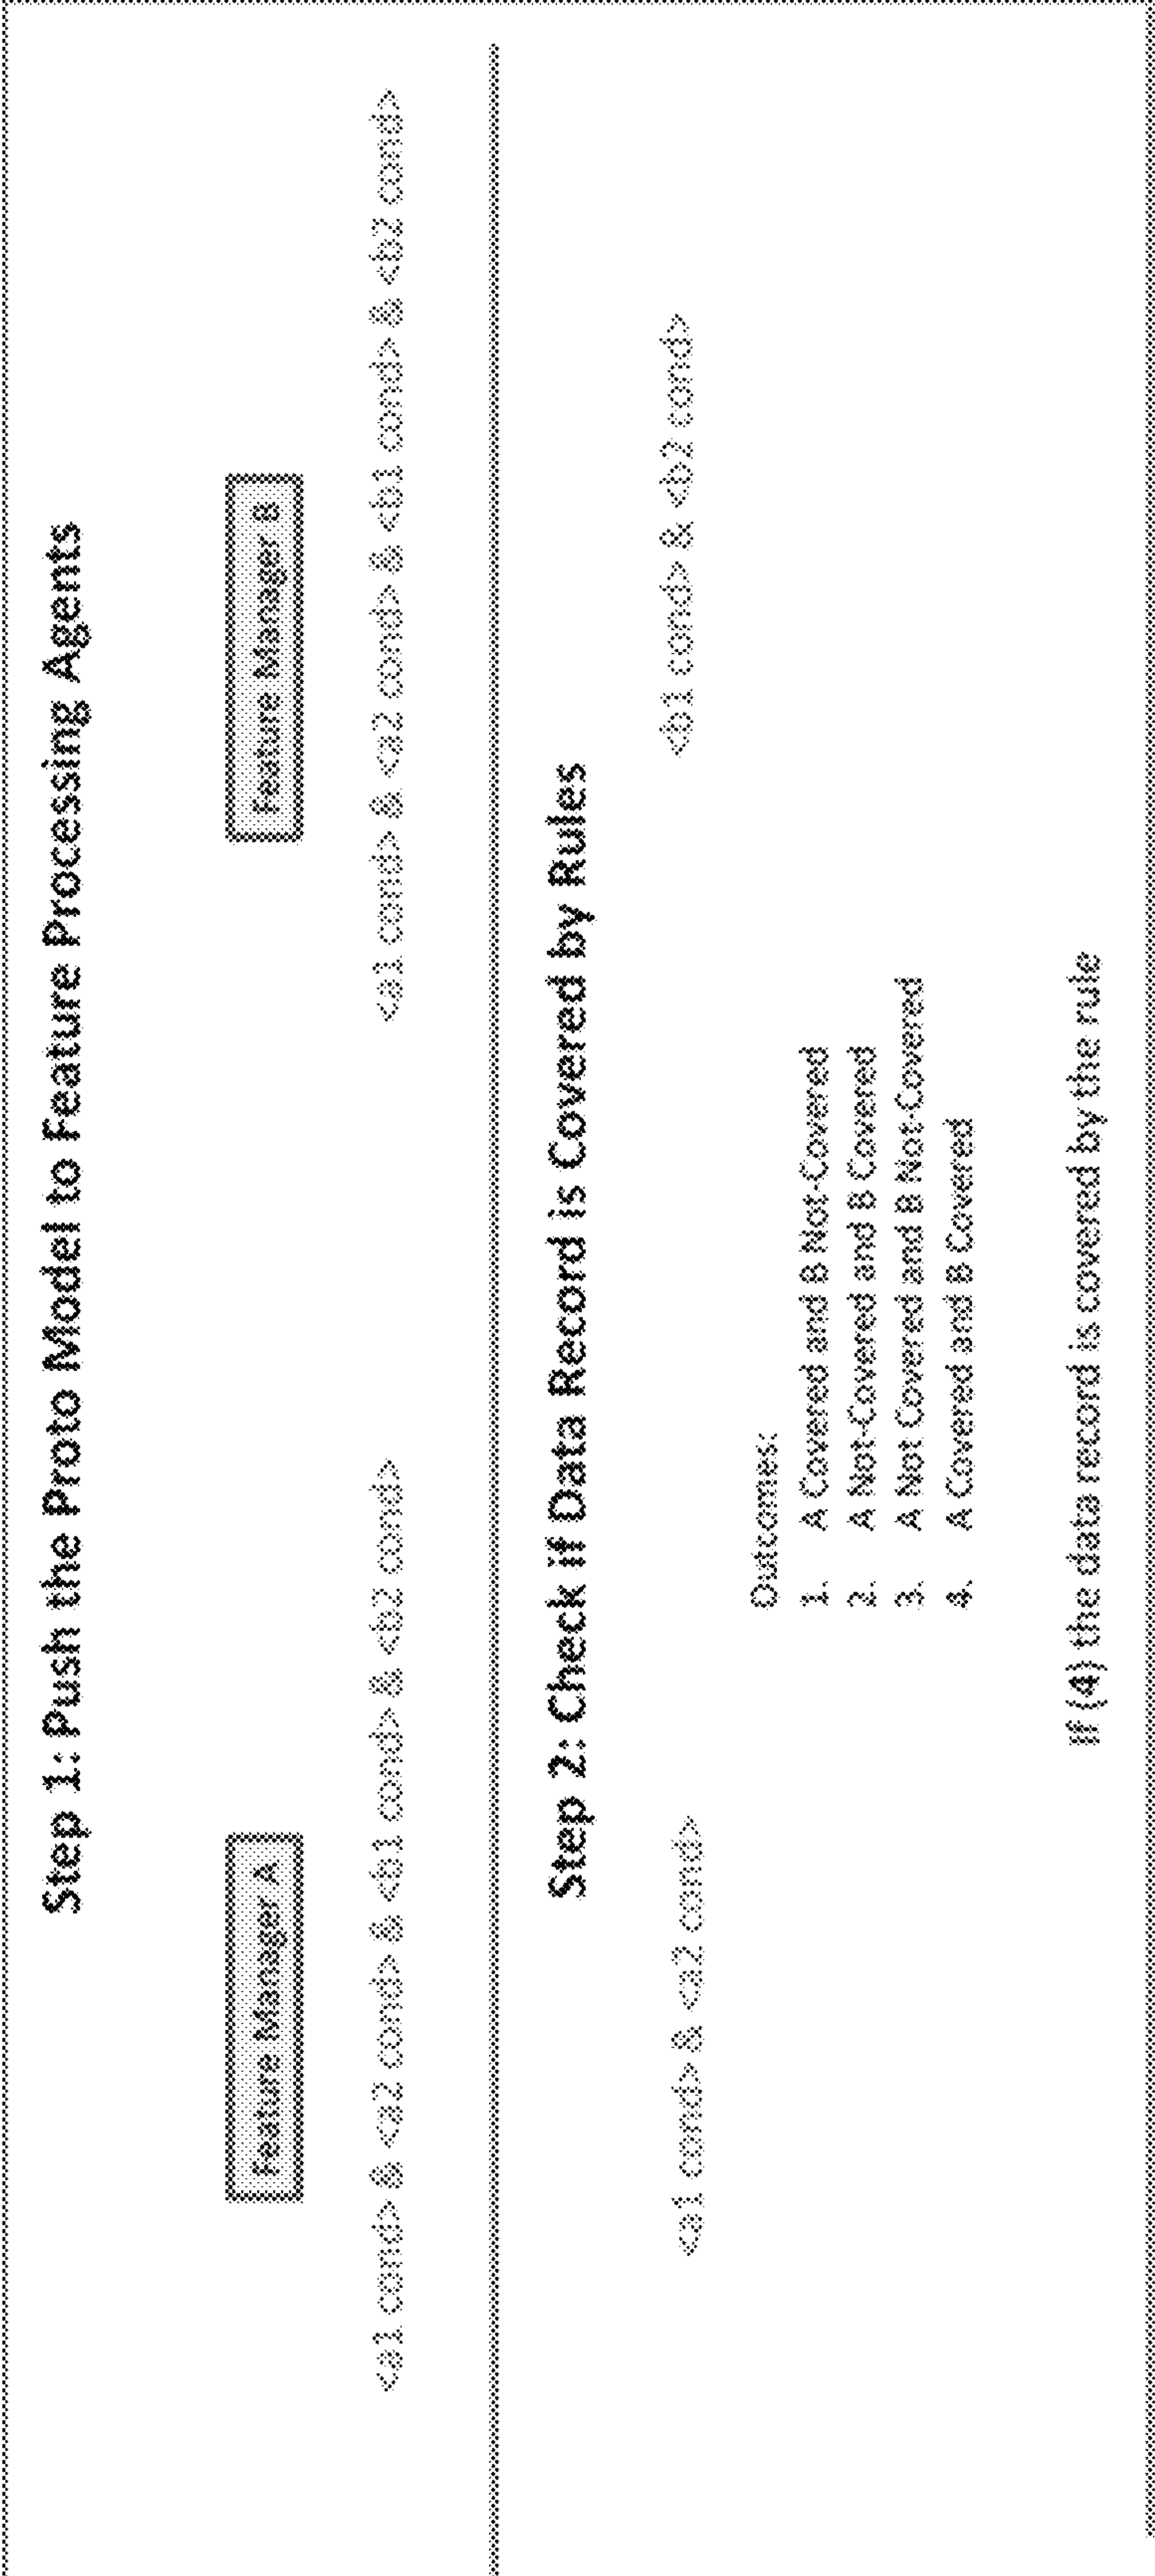 Step 1: Push the Proto Model to Feature Processing Agents
Feature Manager A
Feature Manager B
<a1 cond> & <a2 cond> & <b1 cond> & <b2 cond>
<a1 cond> & <a2 cond> & <b1 cond> & <b2 cond>
Step 2: Check if Data Record is Covered by Rules
<a1 cond> & <a2 cond>
<b1 cond> & <b2 cond>
Outcomes:
1. A Covered and B Not-Covered
2. A Not-Covered and B Covered
3. A Not Covered and B Not-Covered
4. A Covered and B Covered
If (4) the data record is covered by the rule